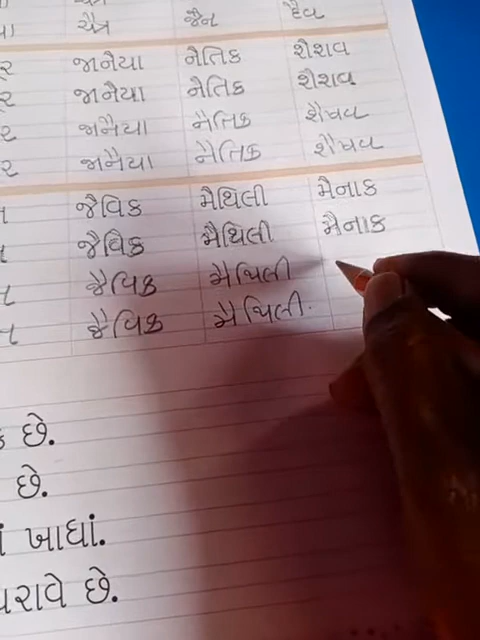 ચૈત્ર જૈન દૈવ
જાનૈયા નૈતિક શૈશવ
જાનૈયા નૈતિક શૈશવ
જાનૈયા નૈતિક શૈશવ
જાનૈયા નૈતિક શૈશવ
જૈવિક મૈથિલી મૈનાક
જૈવિક મૈથિલી મૈનાક
જૈવિક મૈથિલી
જૈવિક મૈથિલી
છે.
છે.
ખાધાં.
છે.